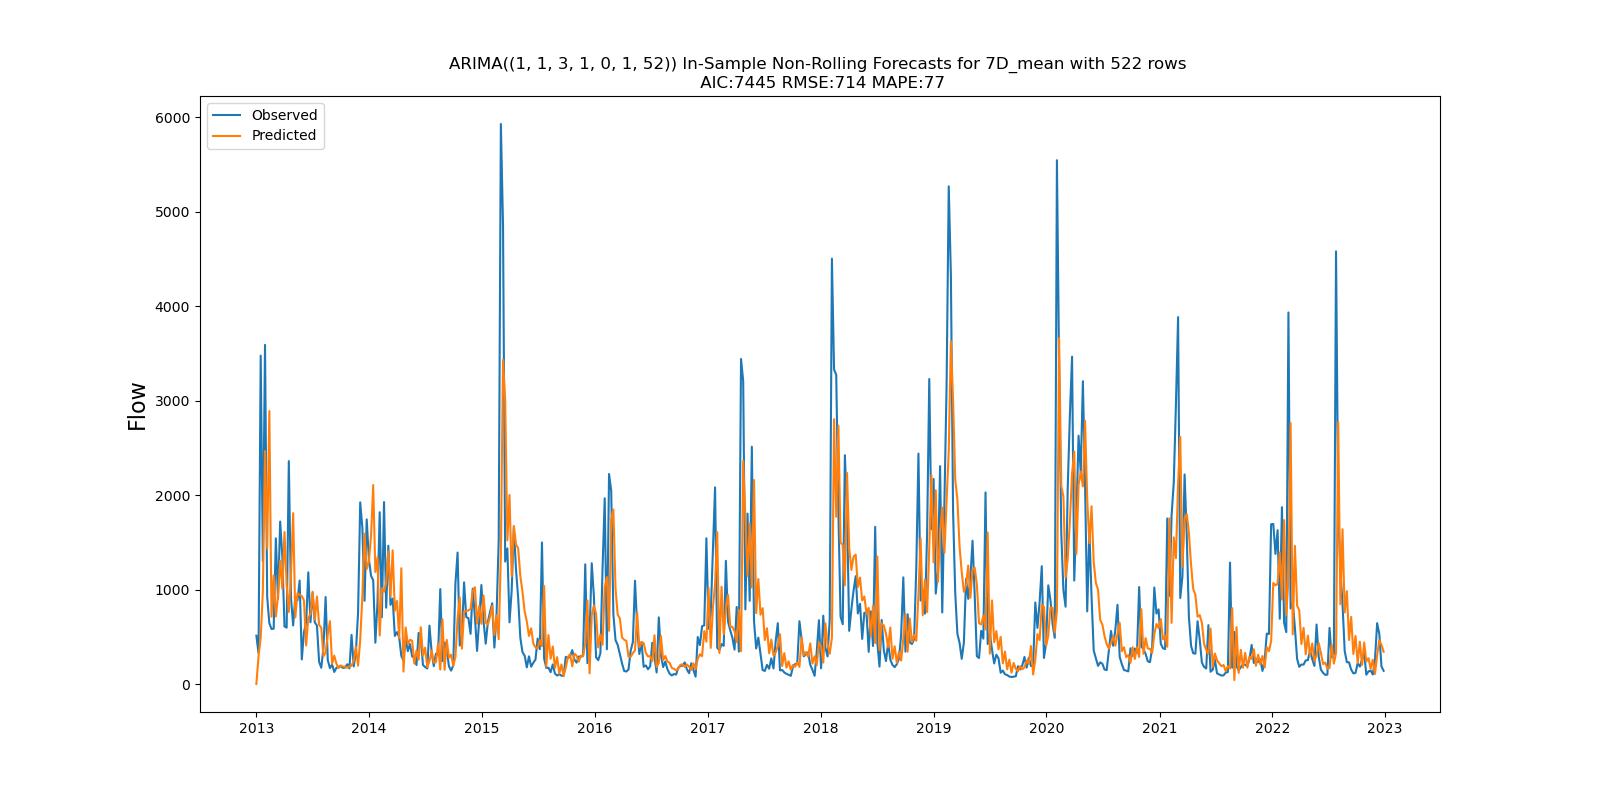 ARIMA((1, 1, 3, 1, 0, 1, 52)) In-Sample Non-Rolling Forecasts for 7D_mean with 522 rows
AIC:7445 RMSE:714 MAPE:77
Observed
Predicted
6000
5000
4000
3000
2000
1000
0
Flow
2013 2014 2015 2016 2017 2018 2019 2020 2021 2022 2023